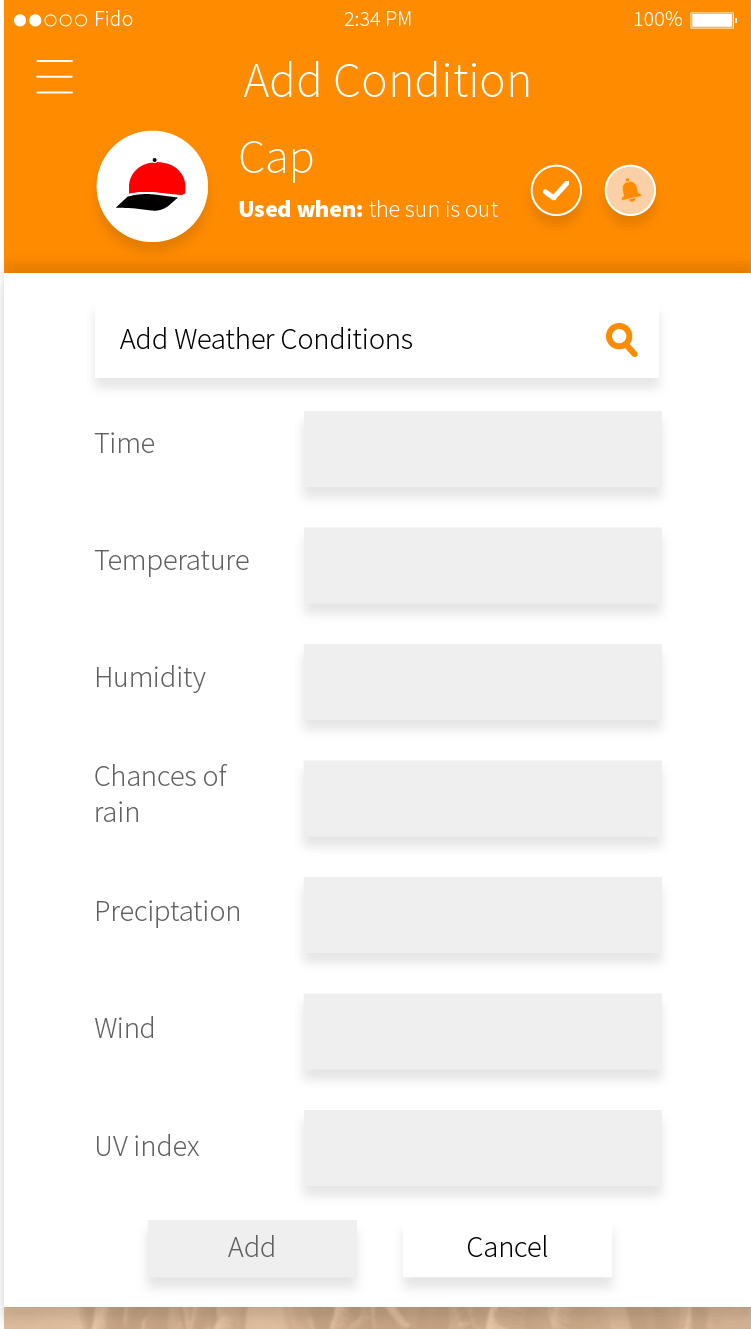 Fido 2:34 PM 100%
Add Condition
Cap
Used when: the sun is out
Add Weather Conditions
Time
Temperature
Humidity
Chances of
rain
Preciptation
Wind
UV index
Add Cancel